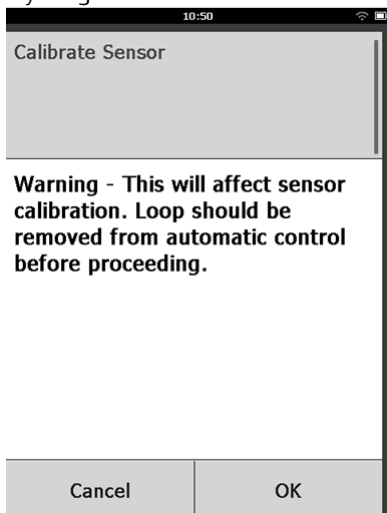 10:50
Calibrate Sensor
Warning - This will affect sensor
calibration. Loop should be
removed from automatic control
before proceeding.
Cancel
OK